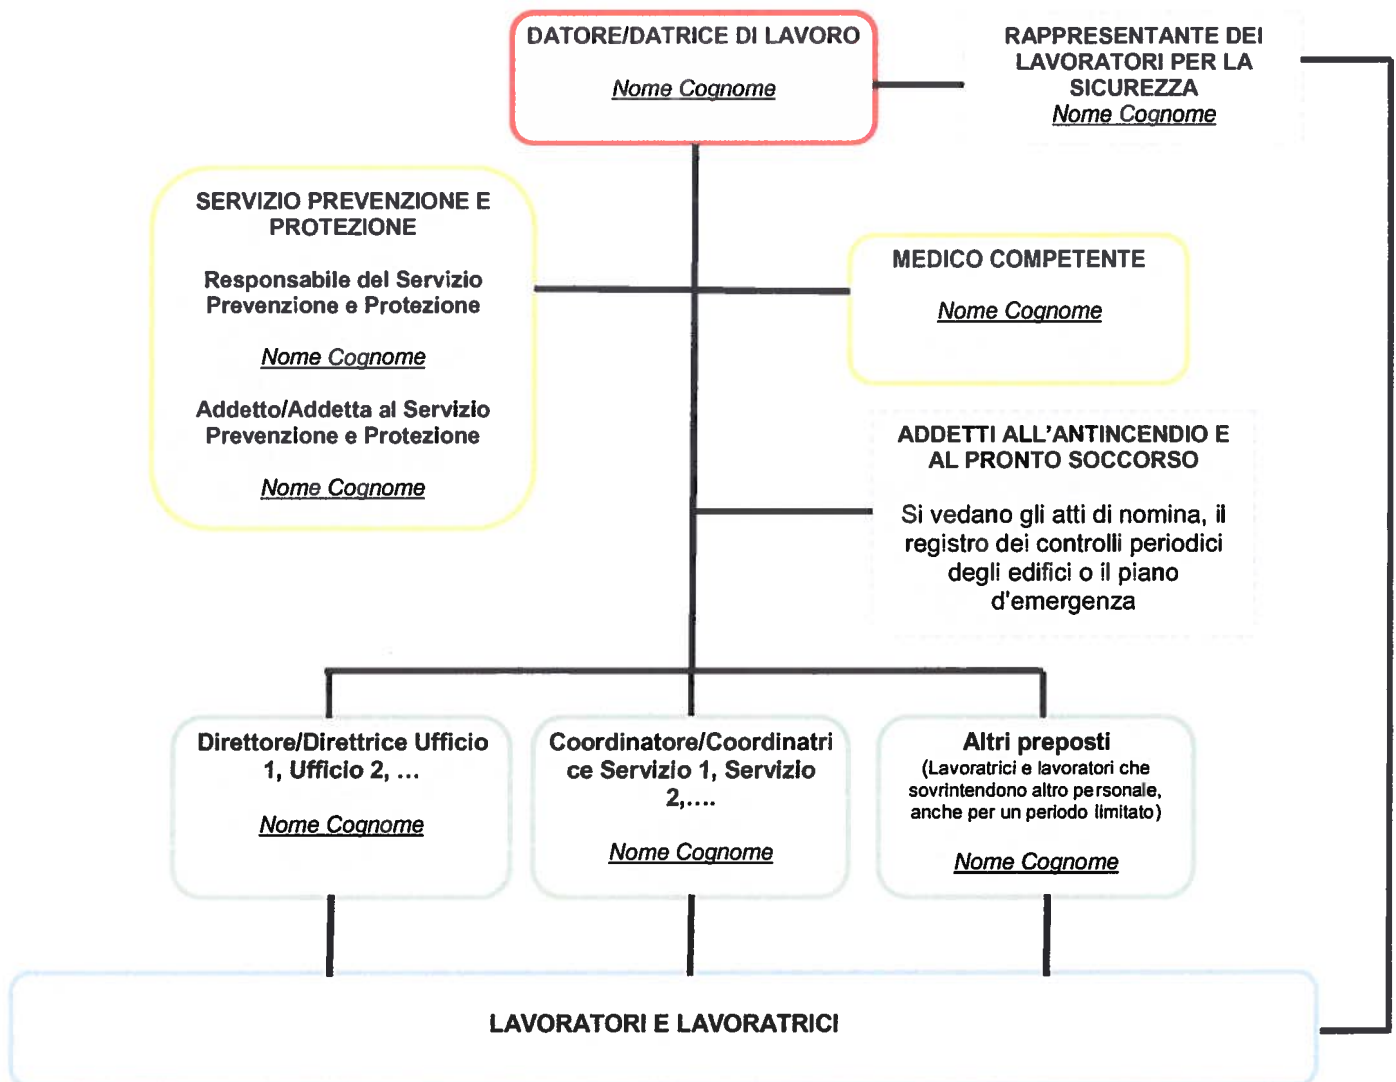 DATORE/DATRICE DI LAVORO
Nome Cognome
RAPPRESENTANTE DEI
LAVORATORI PER LA
SICUREZZA
Nome Cognome
SERVIZIO PREVENZIONE E
PROTEZIONE
Responsabile del Servizio
Prevenzione e Protezione
Nome Cognome
Addetto/Addetta al Servizio
Prevenzione e Protezione
Nome Cognome
MEDICO COMPETENTE
Nome Cognome
ADDETTI ALL'ANTINCENDIO E
AL PRONTO SOCCORSO
Si vedano gli atti di nomina, il
registro dei controlli periodici
degli edifici o il piano
d'emergenza
Direttore/Direttrice Ufficio
1, Ufficio 2, ...
Nome Cognome
Coordinatore/Coordinatri
ce Servizio 1, Servizio
2,....
Nome Cognome
Altri preposti
(Lavoratrici e lavoratori che
sovrintendono altro personale,
anche per un periodo limitato)
Nome Cognome
LAVORATORI E LAVORATRICI